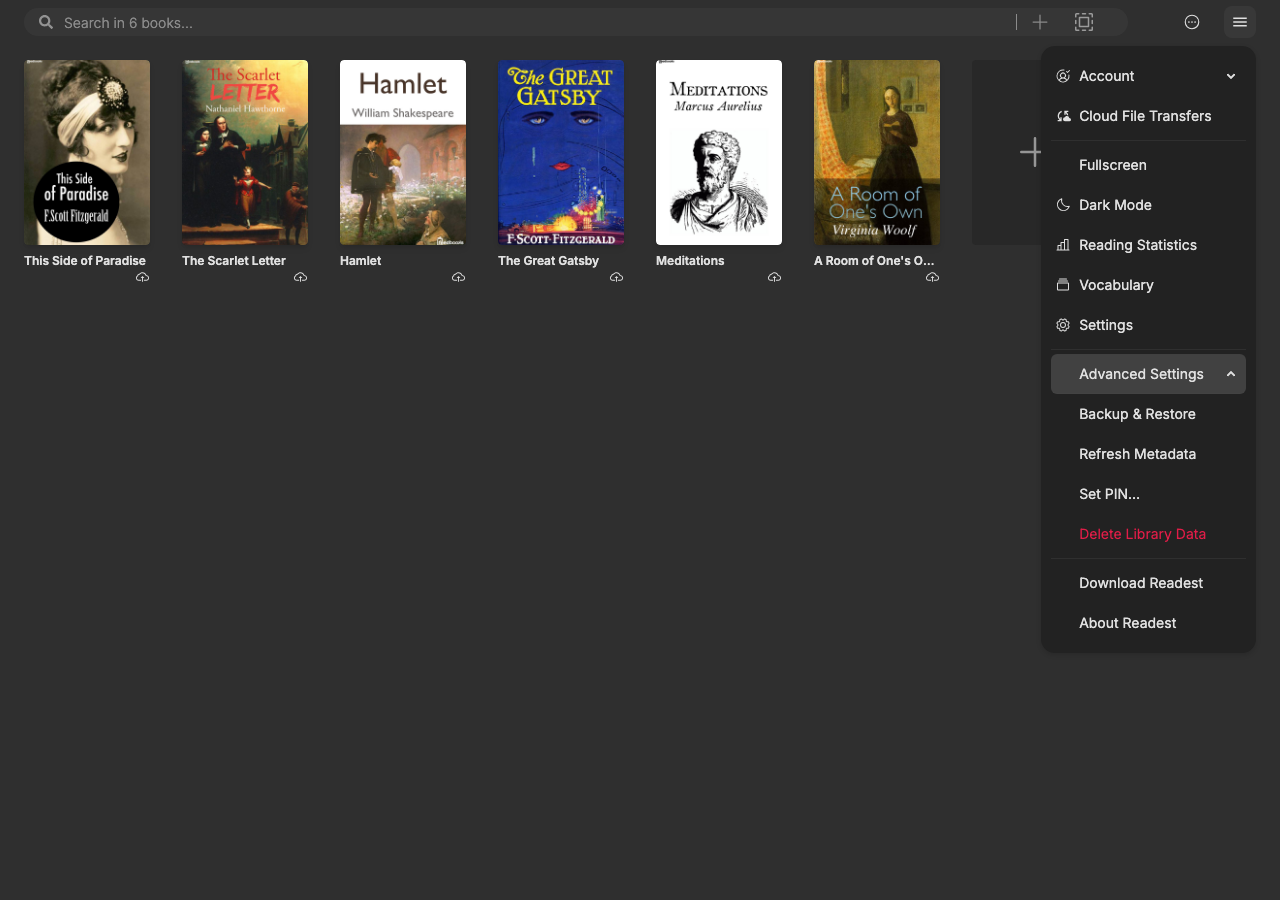 Search in 6 books...
The Scarlet
LETTER
Nathaniel Hawthorne
Hamlet
William Shakespeare
The GREAT
GATSBY
MEDITATIONS
Marcus Aurelius
This Side
of Paradise
F.Scott Fitzgerald
F·SCOTT·FITZGERALD
A Room of
One's Own
Virginia Woolf
This Side of Paradise
The Scarlet Letter
Hamlet
The Great Gatsby
Meditations
A Room of One's O...
Account
Cloud File Transfers
Fullscreen
Dark Mode
Reading Statistics
Vocabulary
Settings
Advanced Settings
Backup & Restore
Refresh Metadata
Set PIN...
Delete Library Data
Download Readest
About Readest